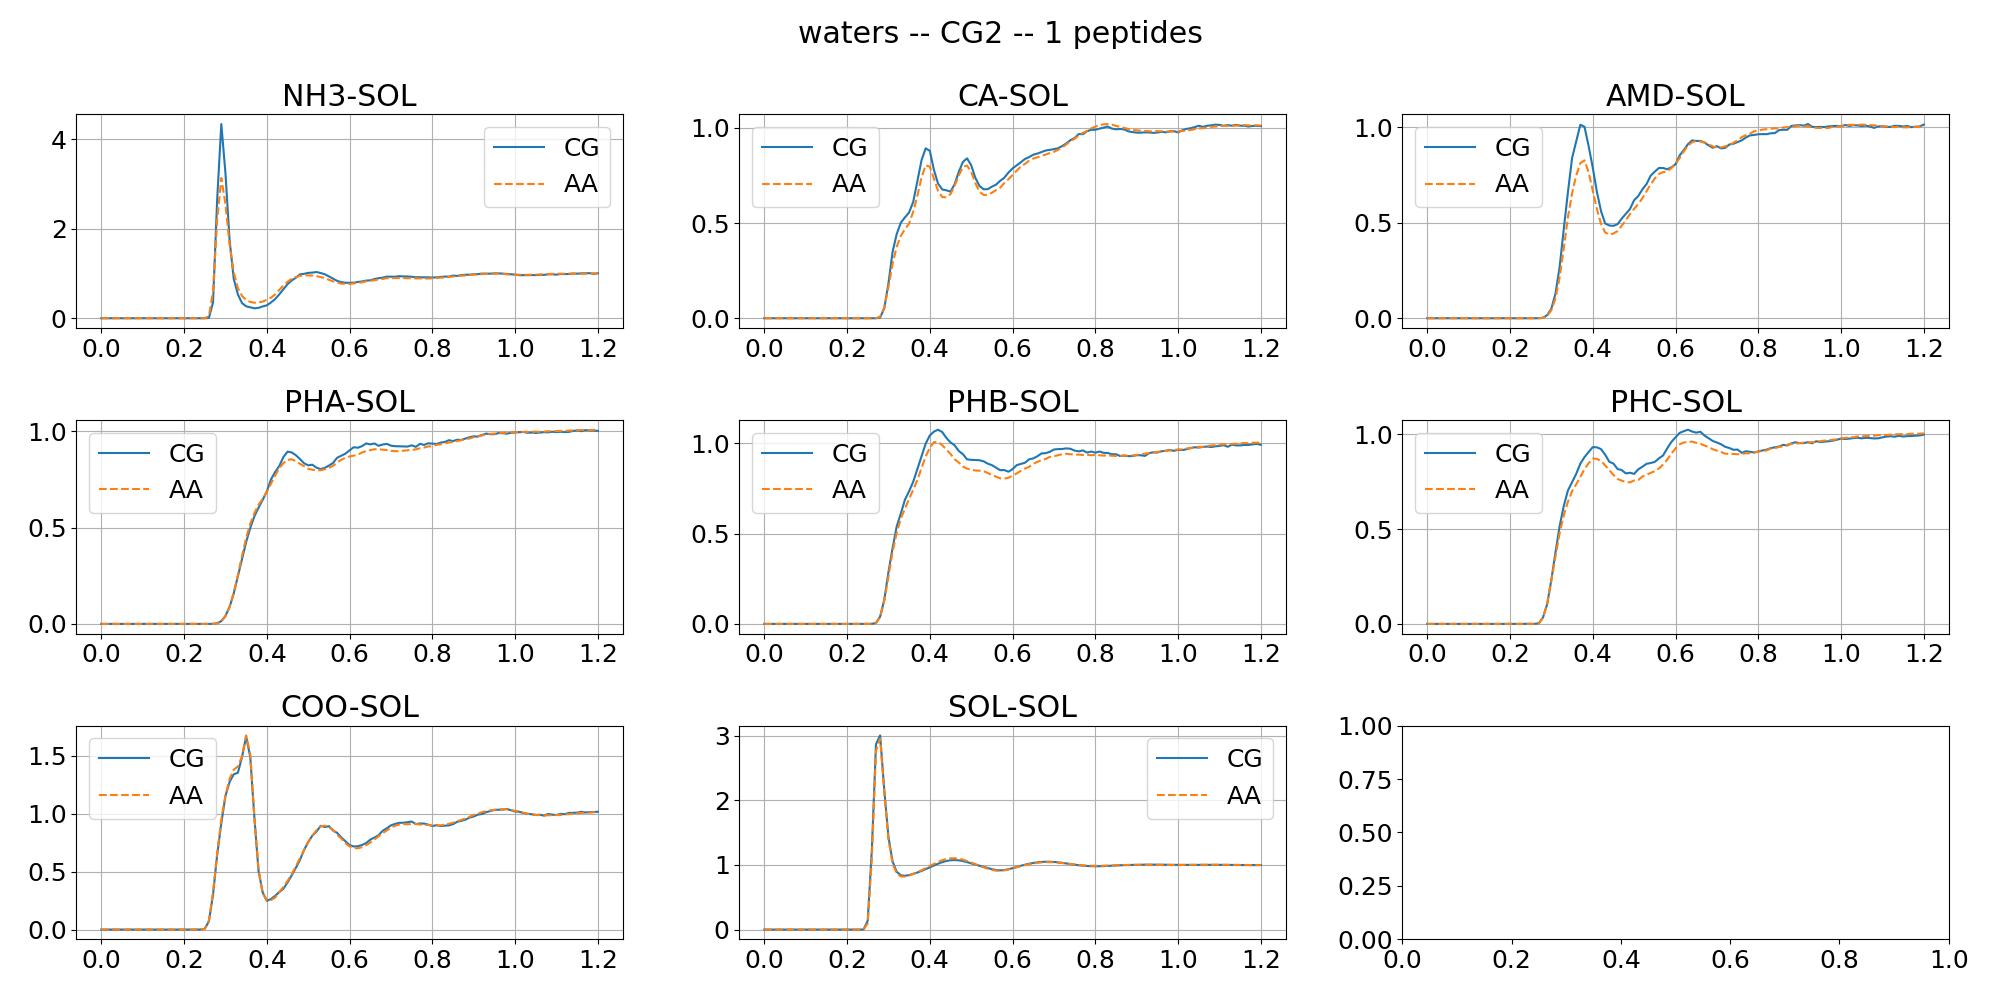 waters -- CG2 -- 1 peptides
NH3-SOL
CA-SOL
AMD-SOL
4
2
0
CG
AA
0.0 0.2 0.4 0.6 0.8 1.0 1.2
1.0
0.5
0.0
CG
AA
0.0 0.2 0.4 0.6 0.8 1.0 1.2
1.0
0.5
0.0
CG
AA
0.0 0.2 0.4 0.6 0.8 1.0 1.2
PHA-SOL
PHB-SOL
PHC-SOL
1.0
0.5
0.0
CG
AA
0.0 0.2 0.4 0.6 0.8 1.0 1.2
1.0
0.5
0.0
CG
AA
0.0 0.2 0.4 0.6 0.8 1.0 1.2
1.0
0.5
0.0
CG
AA
0.0 0.2 0.4 0.6 0.8 1.0 1.2
COO-SOL
SOL-SOL
1.5
1.0
0.5
0.0
CG
AA
0.0 0.2 0.4 0.6 0.8 1.0 1.2
3
2
1
0
CG
AA
0.0 0.2 0.4 0.6 0.8 1.0 1.2
1.00
0.75
0.50
0.25
0.00
0.0 0.2 0.4 0.6 0.8 1.0